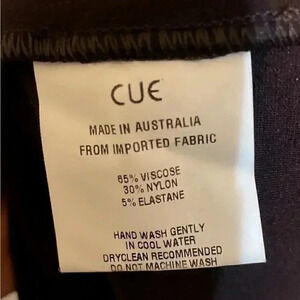 CUE
MADE IN AUSTRALIA
FROM IMPORTED FABRIC
65% VISCOSE
30% NYLON
5% ELASTANE
HAND WASH GENTLY
IN COOL WATER
DRYCLEAN RECOMMENDED
DO NOT MACHINE WASH